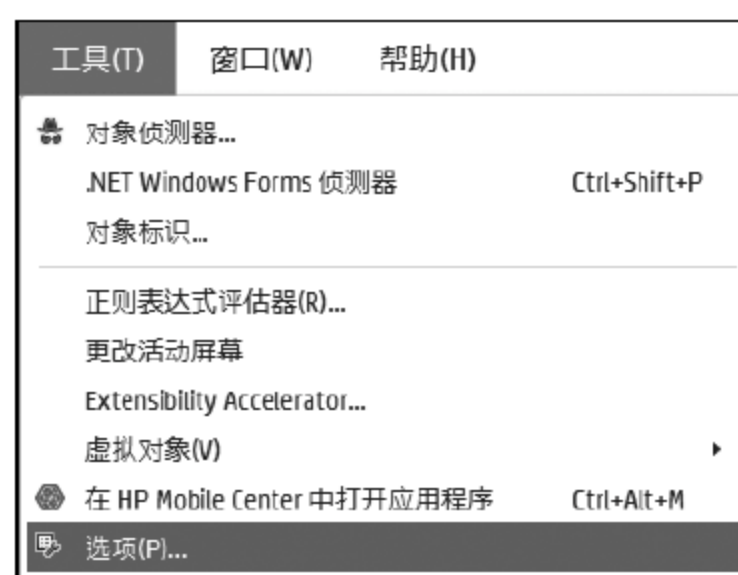 工具(T) 窗口(W) 帮助(H)
对象侦测器...
.NET Windows Forms 侦测器 Ctrl+Shift+P
对象标识...
正则表达式评估器(R)...
更改活动屏幕
Extensibility Accelerator...
虚拟对象(V)
在 HP Mobile Center 中打开应用程序 Ctrl+Alt+M
选项(P)...